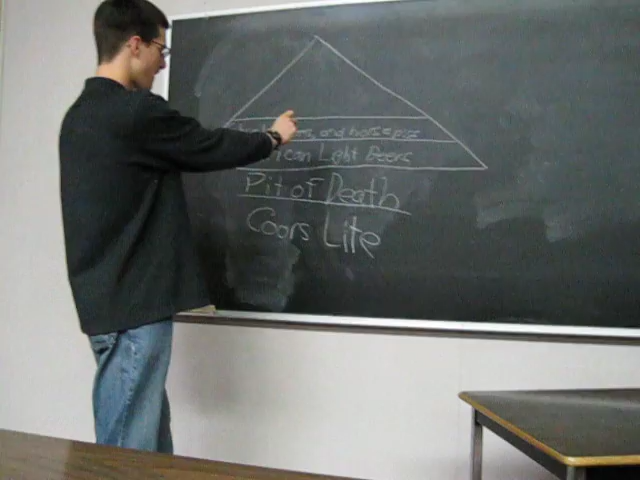 and horse piss
Light Beers
Pit of Death
Coors Lite